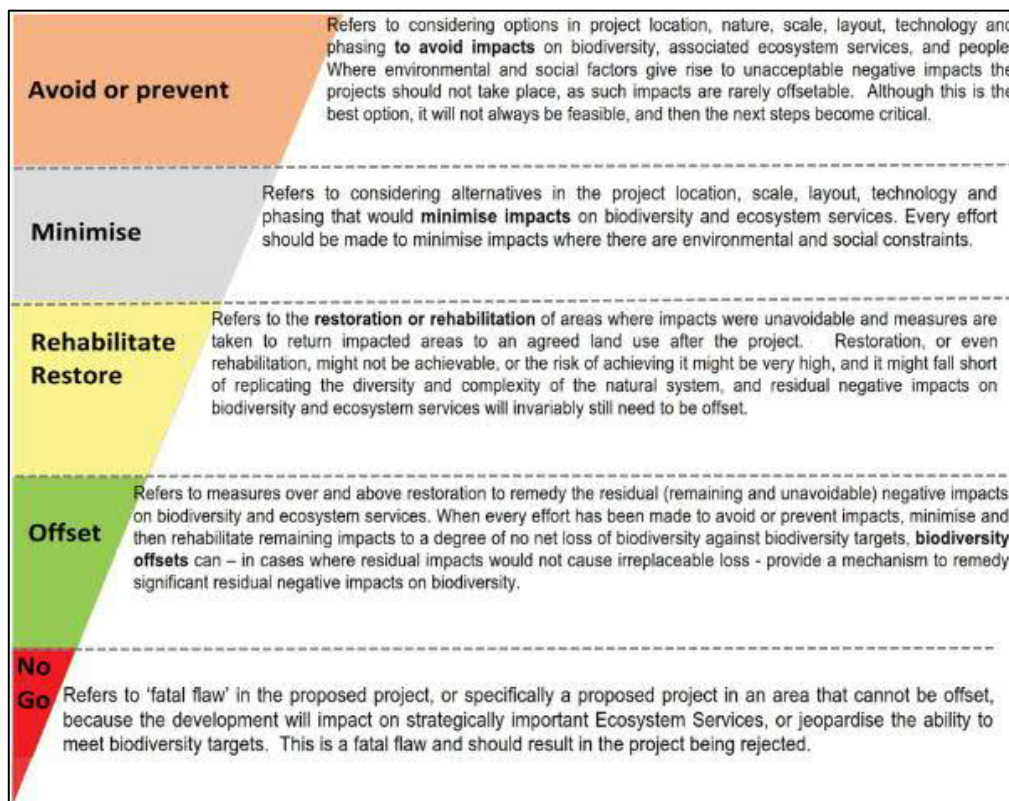 Avoid or prevent
Refers to considering options in project location, nature, scale, layout, technology and
phasing to avoid impacts on biodiversity, associated ecosystem services, and people
Where environmental and social factors give rise to unacceptable negative impacts the
projects should not take place, as such impacts are rarely offsetable. Although this is the
best option, it will not always be feasible, and then the next steps become critical.
Minimise
Refers to considering alternatives in the project location, scale, layout, technology and
phasing that would minimise impacts on biodiversity and ecosystem services. Every effort
should be made to minimise impacts where there are environmental and social constraints.
Rehabilitate
Restore
Refers to the restoration or rehabilitation of areas where impacts were unavoidable and measures are
taken to return impacted areas to an agreed land use after the project. Restoration, or even
rehabilitation, might not be achievable, or the risk of achieving it might be very high, and it might fall short
of replicating the diversity and complexity of the natural system, and residual negative impacts on
biodiversity and ecosystem services will invariably still need to be offset.
Offset
Refers to measures over and above restoration to remedy the residual (remaining and unavoidable) negative impacts
on biodiversity and ecosystem services. When every effort has been made to avoid or prevent impacts, minimise and
then rehabilitate remaining impacts to a degree of no net loss of biodiversity against biodiversity targets, biodiversity
offsets can – in cases where residual impacts would not cause irreplaceable loss - provide a mechanism to remedy
significant residual negative impacts on biodiversity.
No
Go
Refers to ‘fatal flaw’ in the proposed project, or specifically a proposed project in an area that cannot be offset,
because the development will impact on strategically important Ecosystem Services, or jeopardise the ability to
meet biodiversity targets. This is a fatal flaw and should result in the project being rejected.